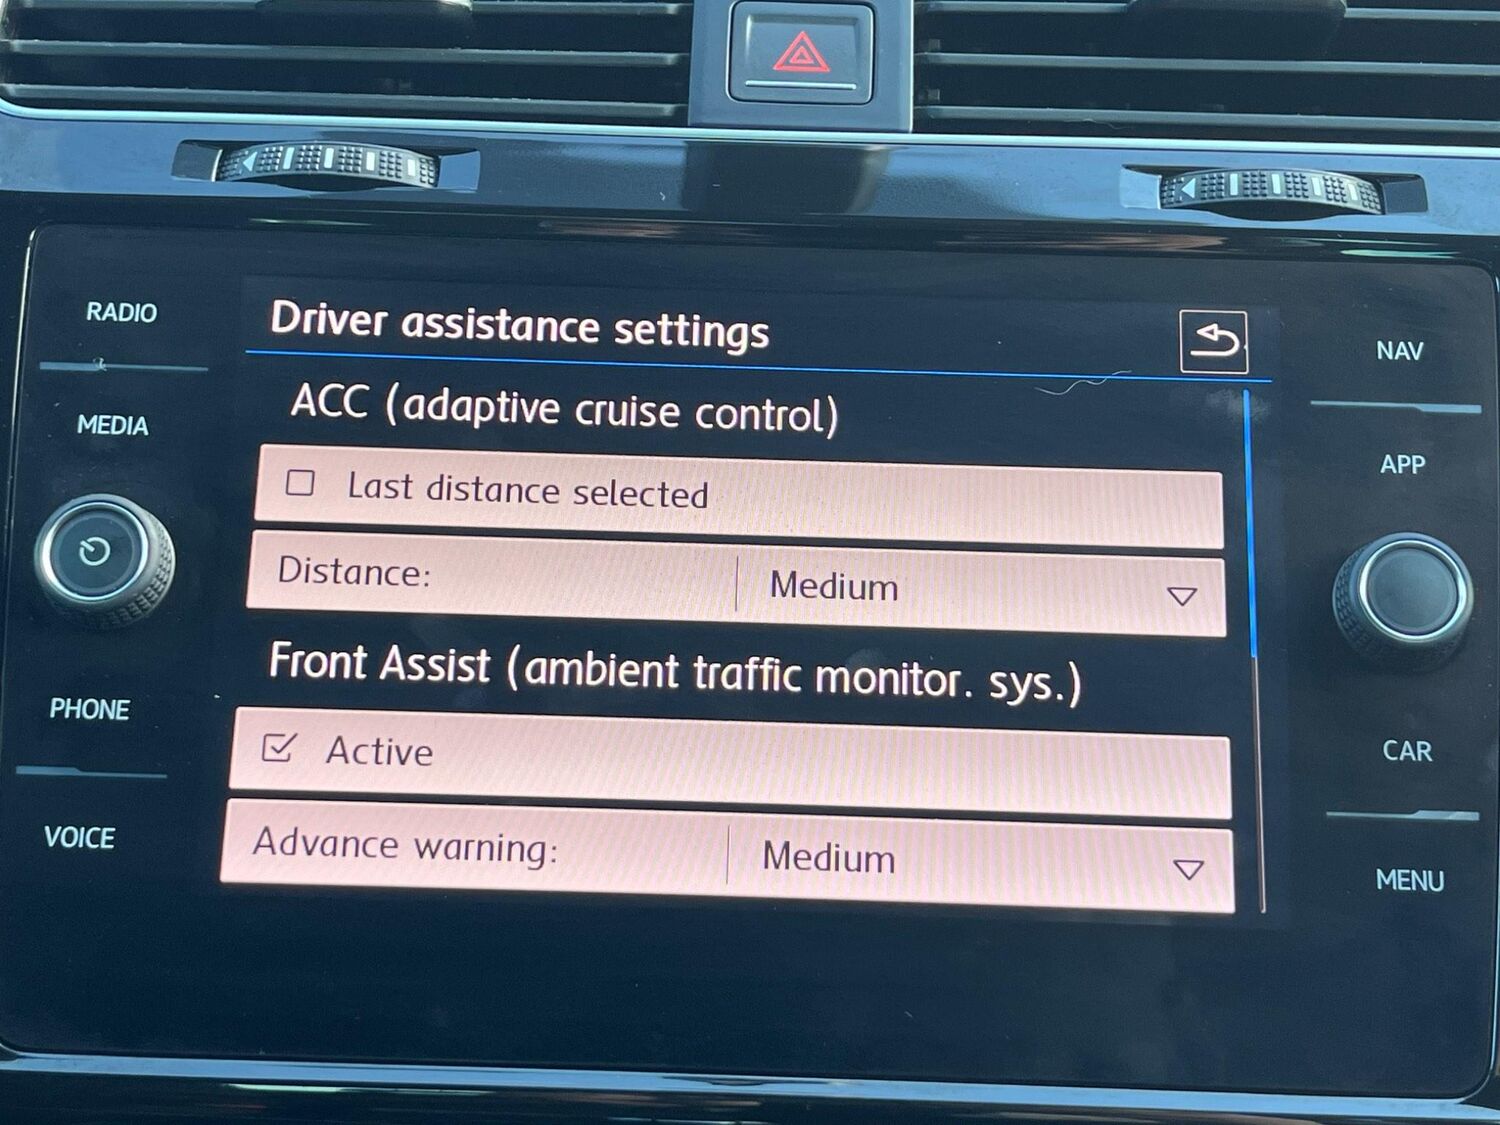 RADIO
MEDIA
PHONE
VOICE
Driver assistance settings
ACC (adaptive cruise control)
Last distance selected
Distance: Medium
Front Assist (ambient traffic monitor. sys.)
Active
Advance warning: Medium
NAV
APP
CAR
MENU